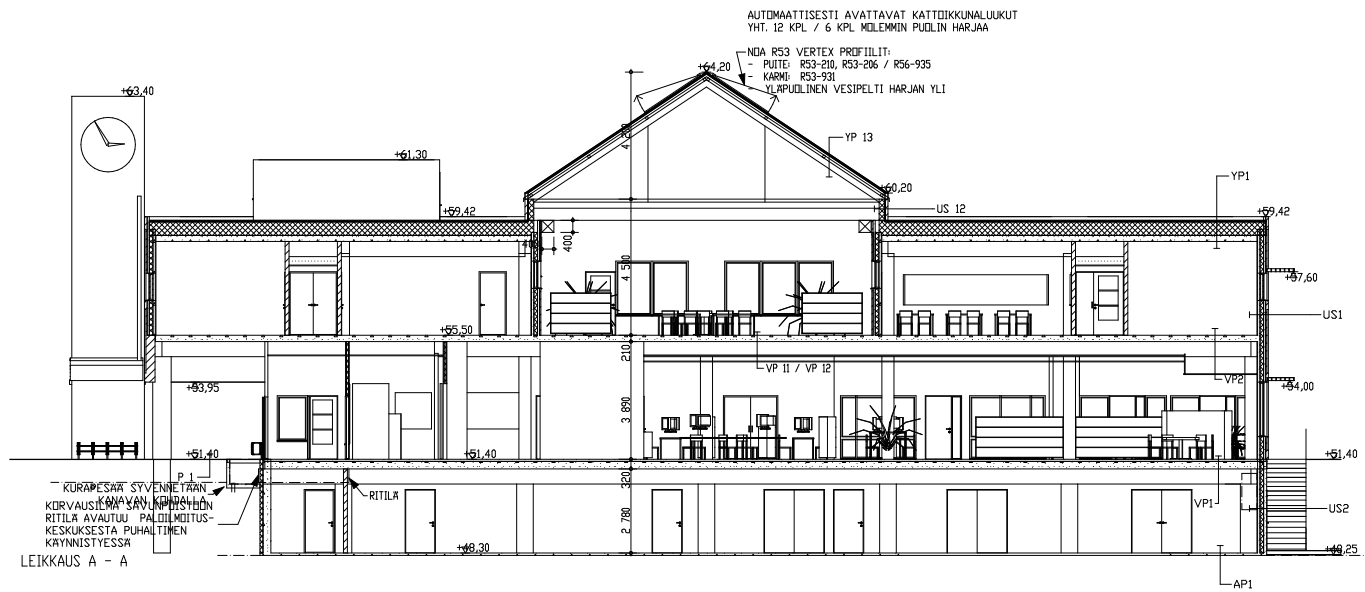 AUTOMAATTISESTI AVATTAVAT KATTOIKKUNALUUKUT
YHT. 12 KPL / 6 KPL MOLEMMIN PUOLIN HARJAA
NOA R53 VERTEX PROFIILIT:
- PUITE: R53-210, R53-206 / R56-935
- KARMI: R53-931
- YLÄPUOLINEN VESIPELTI HARJAN YLI
+64,20
+63,40
YP 13
+61,30
+60,20
YP1
US 12
+59,42
+59,42
4 200
400
400
4 500
+57,60
US1
+55,50
210
VP 11 / VP 12
VP2
+53,95
+54,00
3 890
+51,40
+51,40
+51,40
P 1
320
KURAPESÄÄ SYVENNETÄÄN
KANAVAN KOHDALLA
RITILÄ
VP1
KORVAUSILMA SAVUNPOISTOON
RITILÄ AVAUTUU PALOILMOITUS-
KESKUKSESTA PUHALTIMEN
KÄYNNISTYESSÄ
US2
2 780
+48,30
+48,25
LEIKKAUS A - A
AP1